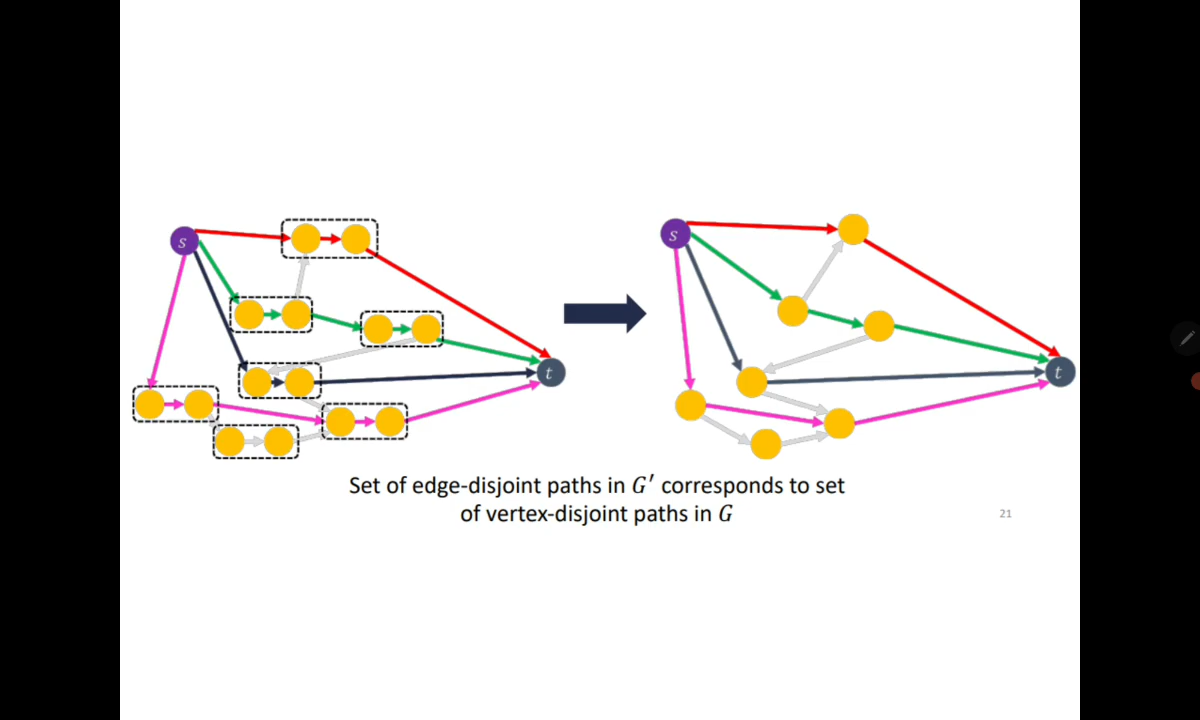 s
t
s
t
Set of edge-disjoint paths in G′ corresponds to set
of vertex-disjoint paths in G
21